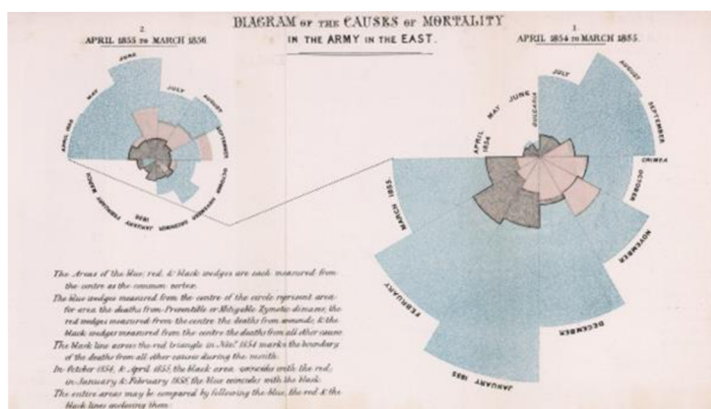 DIAGRAM OF THE CAUSES OF MORTALITY
IN THE ARMY IN THE EAST.
2.
APRIL 1855 TO MARCH 1856
1.
APRIL 1854 TO MARCH 1855.
APRIL 1855
MAY
JUNE
JULY
AUGUST
SEPTEMBER
OCTOBER
NOVEMBER
DECEMBER
JANUARY 1856
FEBRUARY
MARCH
APRIL 1854
MAY
JUNE
JULY
AUGUST
SEPTEMBER
OCTOBER
NOVEMBER
DECEMBER
JANUARY 1855
FEBRUARY
MARCH 1855.
BULGARIA
CRIMEA
The Areas of the blue, red, & black wedges are each measured from
the centre as the common vertex.
The blue wedges measured from the centre of the circle represent area
for area the deaths from Preventible or Mitigable Zymotic diseases, the
red wedges measured from the centre the deaths from wounds, & the
black wedges measured from the centre the deaths from all other causes.
The black line across the red triangle in Nov.r 1854 marks the boundary
of the deaths from all other causes during the month.
In October 1854, & April 1855, the black area coincides with the red,
in January & February 1856, the blue coincides with the black.
The entire areas may be compared by following the blue, the red & the
black lines enclosing them.